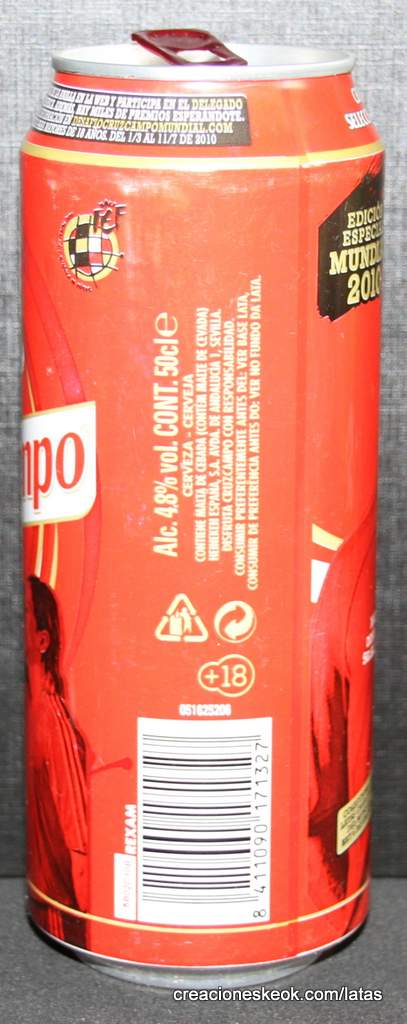 EN LA WEB Y PARTICIPA EN EL DELEGADO
HAY MILES DE PREMIOS ESPERÁNDOTE.
EN DESAFIOCRUZCAMPOMUNDIAL.COM
DE 18 AÑOS. DEL 1/3 AL 11/7 DE 2010
EDICIÓN
ESPECIAL
MUNDIAL
2010
mpo
Alc. 4,8% vol. CONT. 50cl e
CERVEZA - CERVEJA
CONTIENE MALTA DE CEBADA (CONTÉM MALTE DE CEVADA)
HEINEKEN ESPAÑA, S.A. AVDA. DE ANDALUCÍA 1, SEVILLA.
DISFRUTA CRUZCAMPO CON RESPONSABILIDAD.
CONSUMIR PREFERENTEMENTE ANTES DEL: VER BASE LATA.
CONSUMIR DE PREFERÊNCIA ANTES DO: VER NO FUNDO DA LATA.
+18
051825206
REXAM
8 411090 171327
creacioneskeok.com/latas